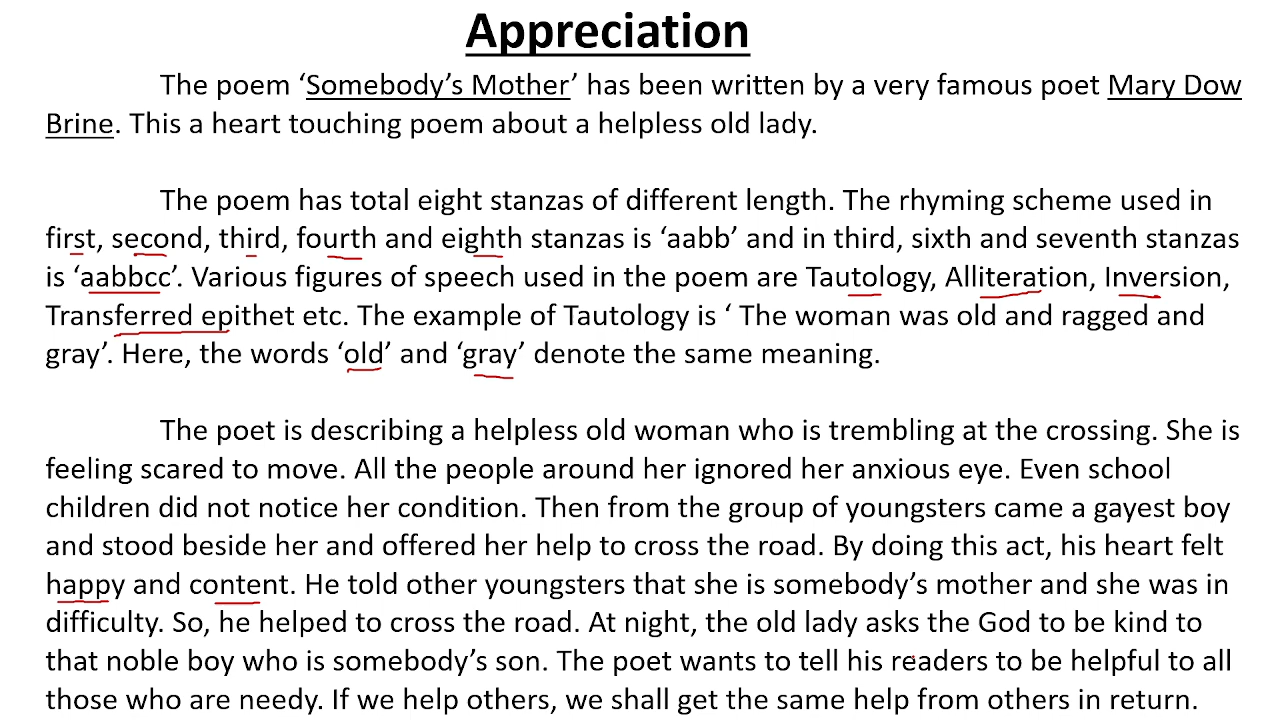 Appreciation
The poem ‘Somebody’s Mother’ has been written by a very famous poet Mary Dow
Brine. This a heart touching poem about a helpless old lady.
The poem has total eight stanzas of different length. The rhyming scheme used in
first, second, third, fourth and eighth stanzas is ‘aabb’ and in third, sixth and seventh stanzas
is ‘aabbcc’. Various figures of speech used in the poem are Tautology, Alliteration, Inversion,
Transferred epithet etc. The example of Tautology is ‘ The woman was old and ragged and
gray’. Here, the words ‘old’ and ‘gray’ denote the same meaning.
The poet is describing a helpless old woman who is trembling at the crossing. She is
feeling scared to move. All the people around her ignored her anxious eye. Even school
children did not notice her condition. Then from the group of youngsters came a gayest boy
and stood beside her and offered her help to cross the road. By doing this act, his heart felt
happy and content. He told other youngsters that she is somebody’s mother and she was in
difficulty. So, he helped to cross the road. At night, the old lady asks the God to be kind to
that noble boy who is somebody’s son. The poet wants to tell his readers to be helpful to all
those who are needy. If we help others, we shall get the same help from others in return.